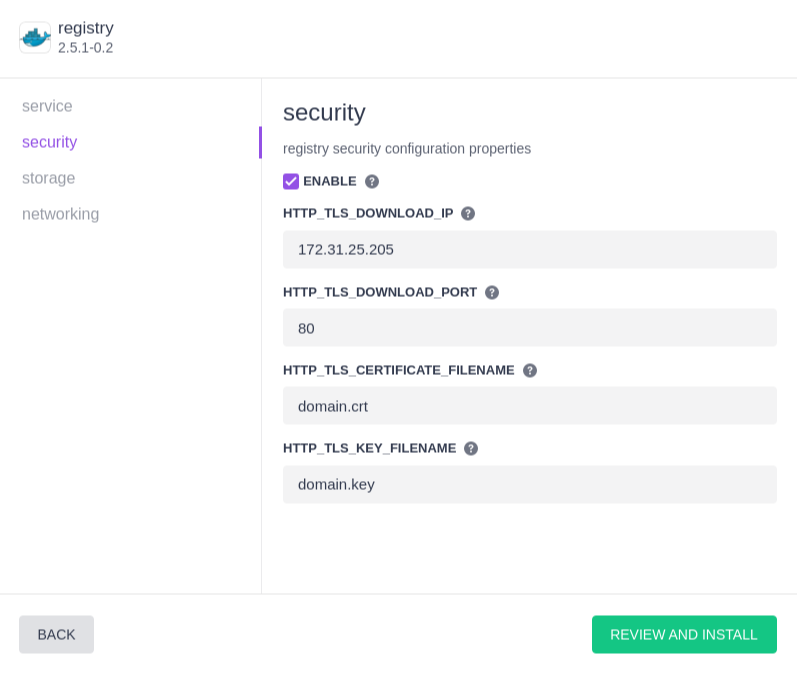 registry
2.5.1-0.2
service
security
storage
networking
security
registry security configuration properties
ENABLE ?
HTTP_TLS_DOWNLOAD_IP ?
172.31.25.205
HTTP_TLS_DOWNLOAD_PORT ?
80
HTTP_TLS_CERTIFICATE_FILENAME ?
domain.crt
HTTP_TLS_KEY_FILENAME ?
domain.key
BACK
REVIEW AND INSTALL